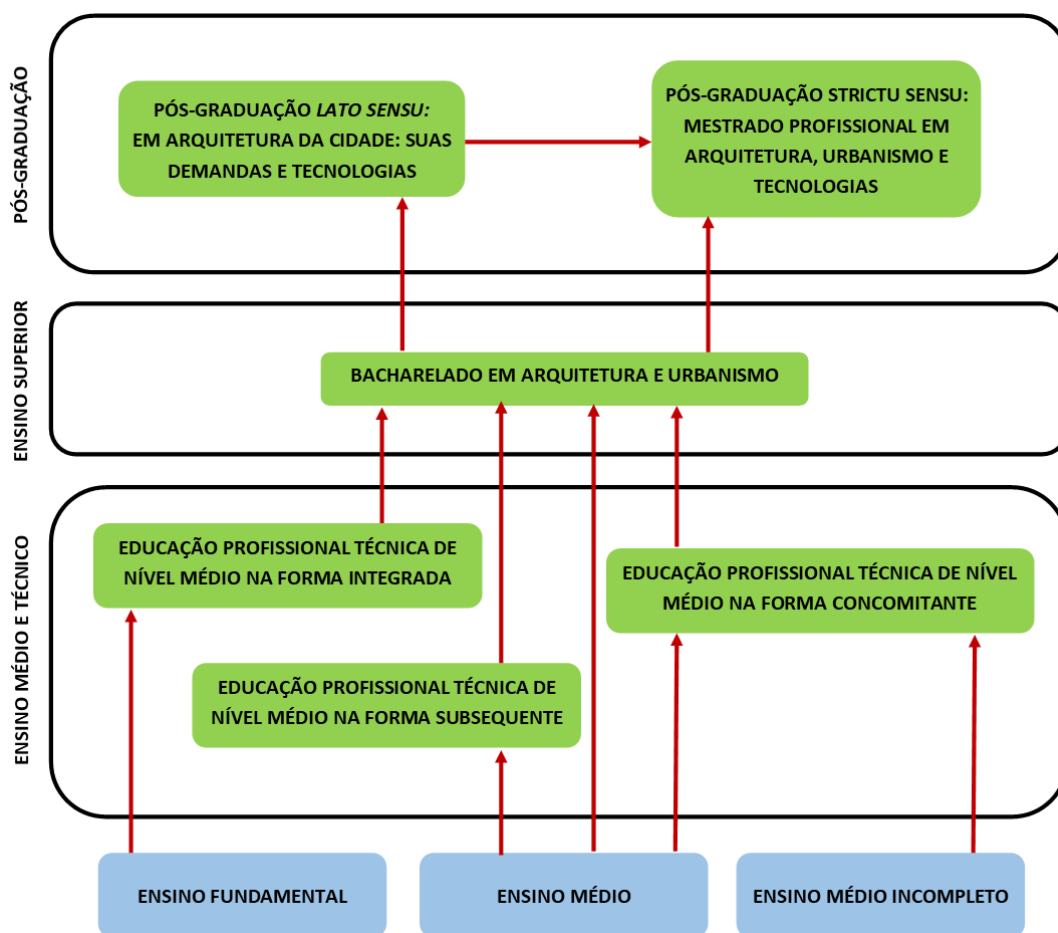 PÓS-GRADUAÇÃO
PÓS-GRADUAÇÃO LATO SENSU:
EM ARQUITETURA DA CIDADE: SUAS
DEMANDAS E TECNOLOGIAS
PÓS-GRADUAÇÃO STRICTU SENSU:
MESTRADO PROFISSIONAL EM
ARQUITETURA, URBANISMO E
TECNOLOGIAS
ENSINO SUPERIOR
BACHARELADO EM ARQUITETURA E URBANISMO
ENSINO MÉDIO E TÉCNICO
EDUCAÇÃO PROFISSIONAL TÉCNICA DE
NÍVEL MÉDIO NA FORMA INTEGRADA
EDUCAÇÃO PROFISSIONAL TÉCNICA DE NÍVEL
MÉDIO NA FORMA CONCOMITANTE
EDUCAÇÃO PROFISSIONAL TÉCNICA DE
NÍVEL MÉDIO NA FORMA SUBSEQUENTE
ENSINO FUNDAMENTAL
ENSINO MÉDIO
ENSINO MÉDIO INCOMPLETO